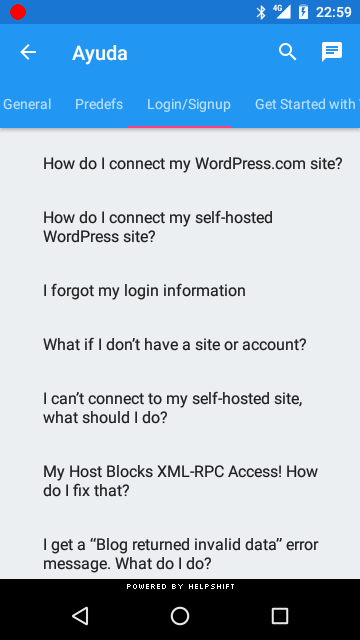 4G 22:59
Ayuda
General Predefs Login/Signup Get Started with
How do I connect my WordPress.com site?
How do I connect my self-hosted
WordPress site?
I forgot my login information
What if I don’t have a site or account?
I can’t connect to my self-hosted site,
what should I do?
My Host Blocks XML-RPC Access! How
do I fix that?
I get a “Blog returned invalid data” error
message. What do I do?
POWERED BY HELPSHIFT